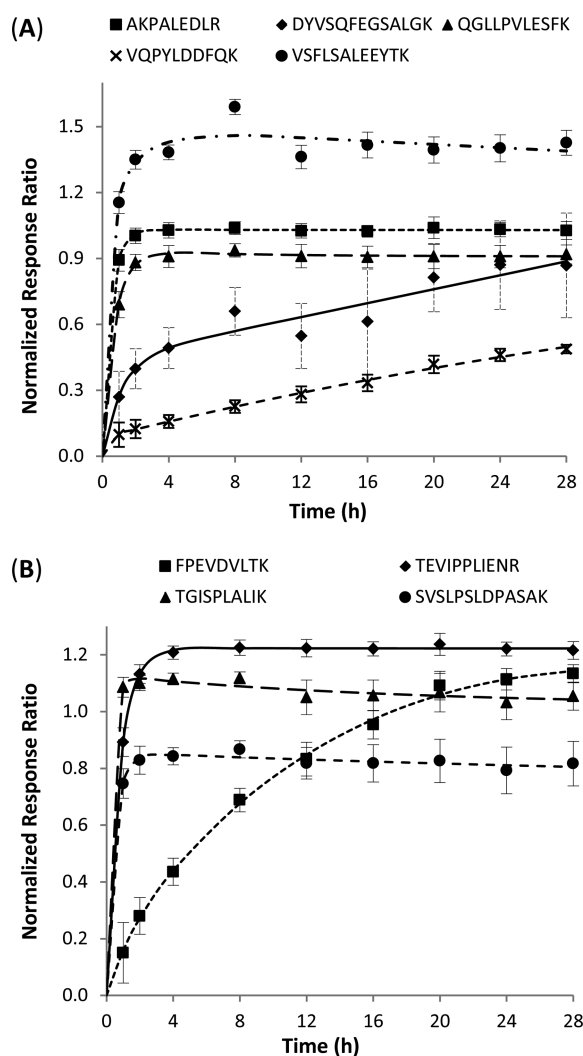 (A)
AKPALEDLR DYVSQFEGSALGK QGLLPVLESFK
VQPYLDDFQK VSFLSALEEYTK
Normalized Response Ratio
1.5
1.2
0.9
0.6
0.3
0.0
0 4 8 12 16 20 24 28
Time (h)
(B)
FPEVDVLTK TEVIPPLIENR
TGISPLALIK SVSLPSLDPASAK
Normalized Response Ratio
1.2
1.0
0.8
0.6
0.4
0.2
0.0
0 4 8 12 16 20 24 28
Time (h)